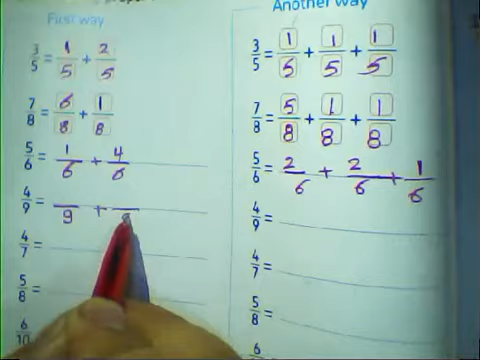 First way
3/5 = 1/5 + 2/5
7/8 = 6/8 + 1/8
5/6 = 1/6 + 4/6
4/9 = /9 +
4/7 =
5/8 =
6/10
Another way
3/5 = 1/5 + 1/5 + 1/5
7/8 = 5/8 + 1/8 + 1/8
5/6 = 2/6 + 2/6 + 1/6
4/9 =
4/7 =
5/8 =
6